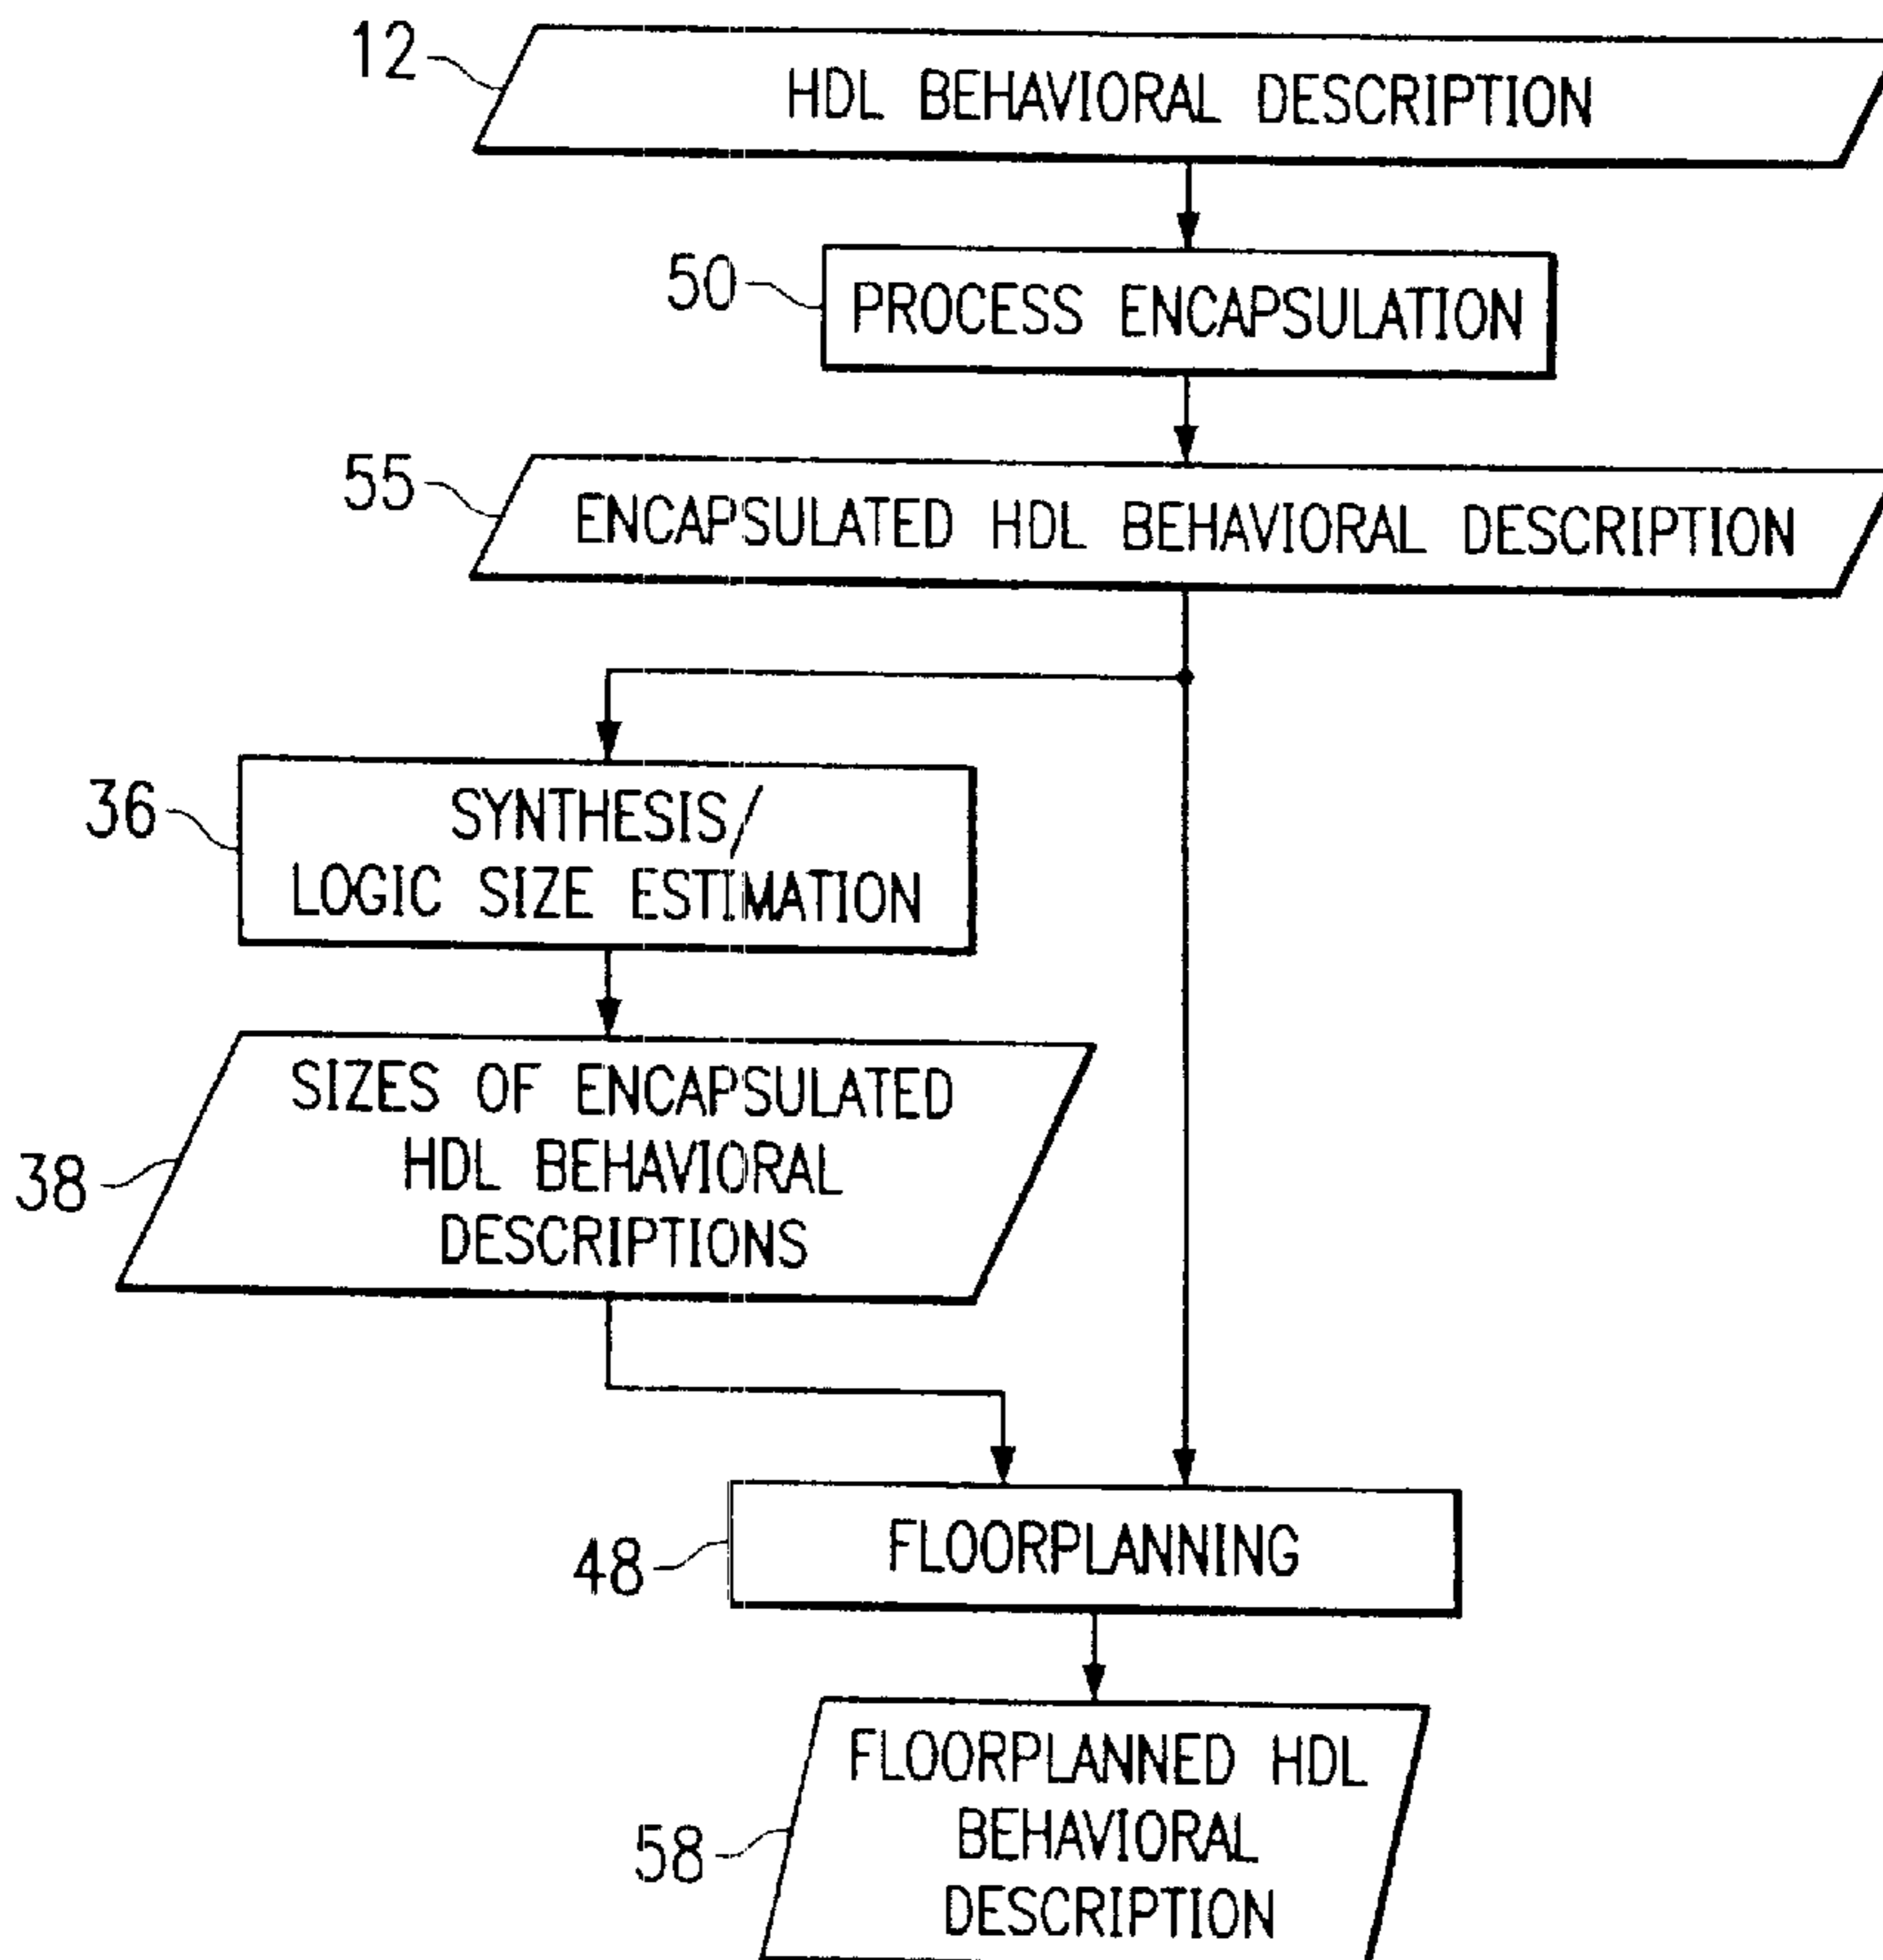 12
HDL BEHAVIORAL DESCRIPTION
50
PROCESS ENCAPSULATION
55
ENCAPSULATED HDL BEHAVIORAL DESCRIPTION
36
SYNTHESIS/
LOGIC SIZE ESTIMATION
38
SIZES OF ENCAPSULATED
HDL BEHAVIORAL
DESCRIPTIONS
48
FLOORPLANNING
58
FLOORPLANNED HDL
BEHAVIORAL
DESCRIPTION